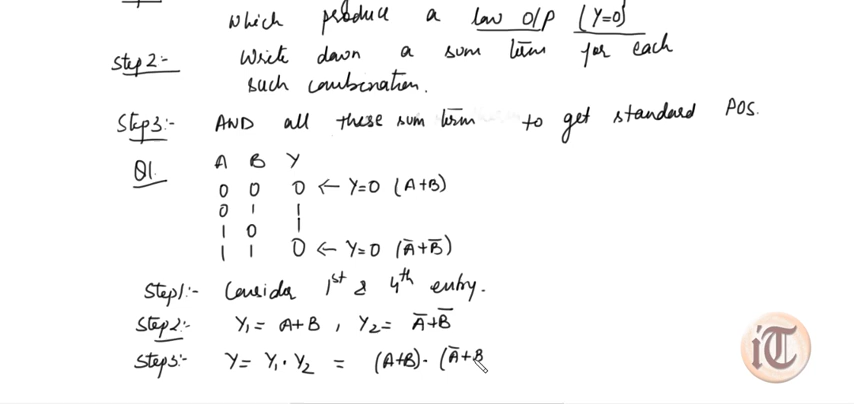 which produce a low O/P (Y=0)
Step 2:- Write down a sum term for each
such combination.
Step 3:- AND all these sum term to get standard POS.
Q1. A B Y
0 0 0 ← Y=0 (A+B)
0 1 1
1 0 1
1 1 0 ← Y=0 (A̅+B̅)
Step 1:- Consider 1st & 4th entry.
Step 2:- Y₁ = A+B , Y₂ = A̅+B̅
Step 3:- Y = Y₁ · Y₂ = (A+B) · (A̅+B
iT